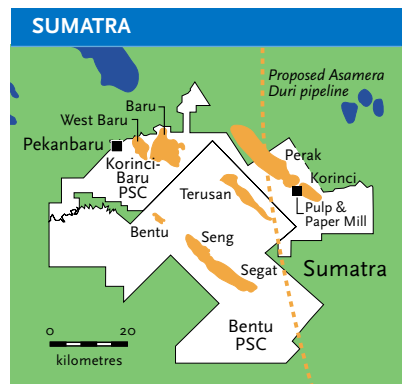 SUMATRA
Proposed Asamera
Duri pipeline
Baru
West Baru
Pekanbaru
Korinci-
Baru
PSC
Perak
Korinci
Terusan
Pulp &
Paper Mill
Bentu
Seng
Segat
Sumatra
Bentu
PSC
0 20
kilometres